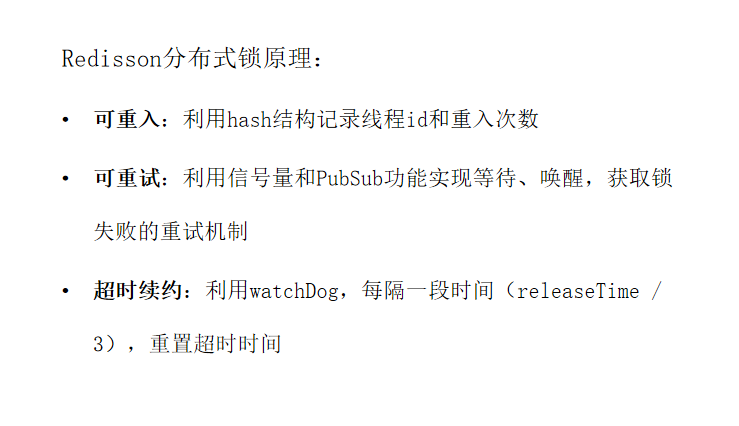 Redisson分布式锁原理：
• 可重入：利用hash结构记录线程id和重入次数
• 可重试：利用信号量和PubSub功能实现等待、唤醒，获取锁
失败的重试机制
• 超时续约：利用watchDog，每隔一段时间（releaseTime /
3），重置超时时间